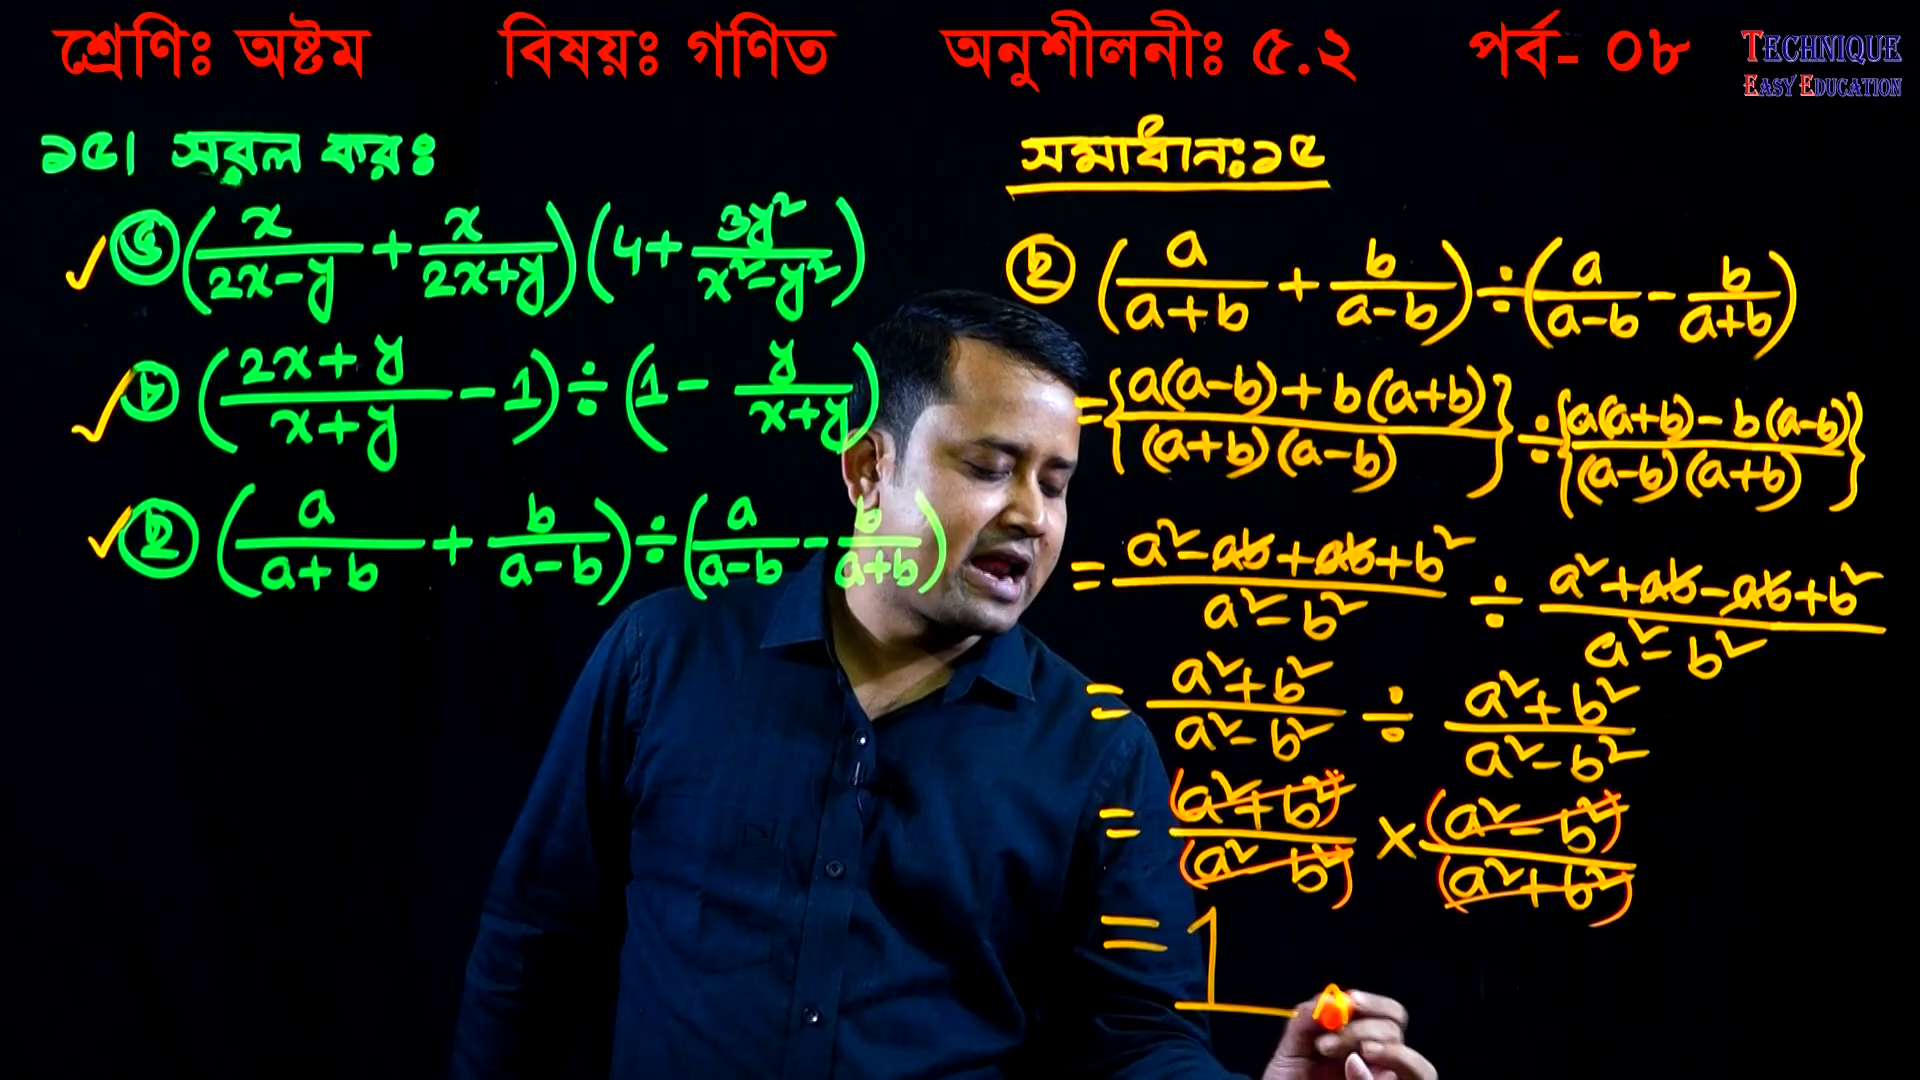 শ্রেণিঃ অষ্টম বিষয়ঃ গণিত অনুশীলনীঃ ৫.২ পর্ব- ০৮
TECHNIQUE
EASY EDUCATION
১৫। সরল করঃ
✓ ঙ (x/(2x-y) + x/(2x+y)) (4 + 3y²/(x²-y²))
✓ চ ((2x+y)/(x+y) - 1) ÷ (1 - y/(x+y))
✓ ছ (a/(a+b) + b/(a-b)) ÷ (a/(a-b) - b/(a+b))
সমাধানঃ১৫
ছ (a/(a+b) + b/(a-b)) ÷ (a/(a-b) - b/(a+b))
= {(a(a-b) + b(a+b))/((a+b)(a-b))} ÷ {(a(a+b) - b(a-b))/((a-b)(a+b))}
= (a²-ab+ab+b²)/(a²-b²) ÷ (a²+ab-ab+b²)/(a²-b²)
= (a²+b²)/(a²-b²) ÷ (a²+b²)/(a²-b²)
= (a²+b²)/(a²-b²) × (a²-b²)/(a²+b²)
= 1